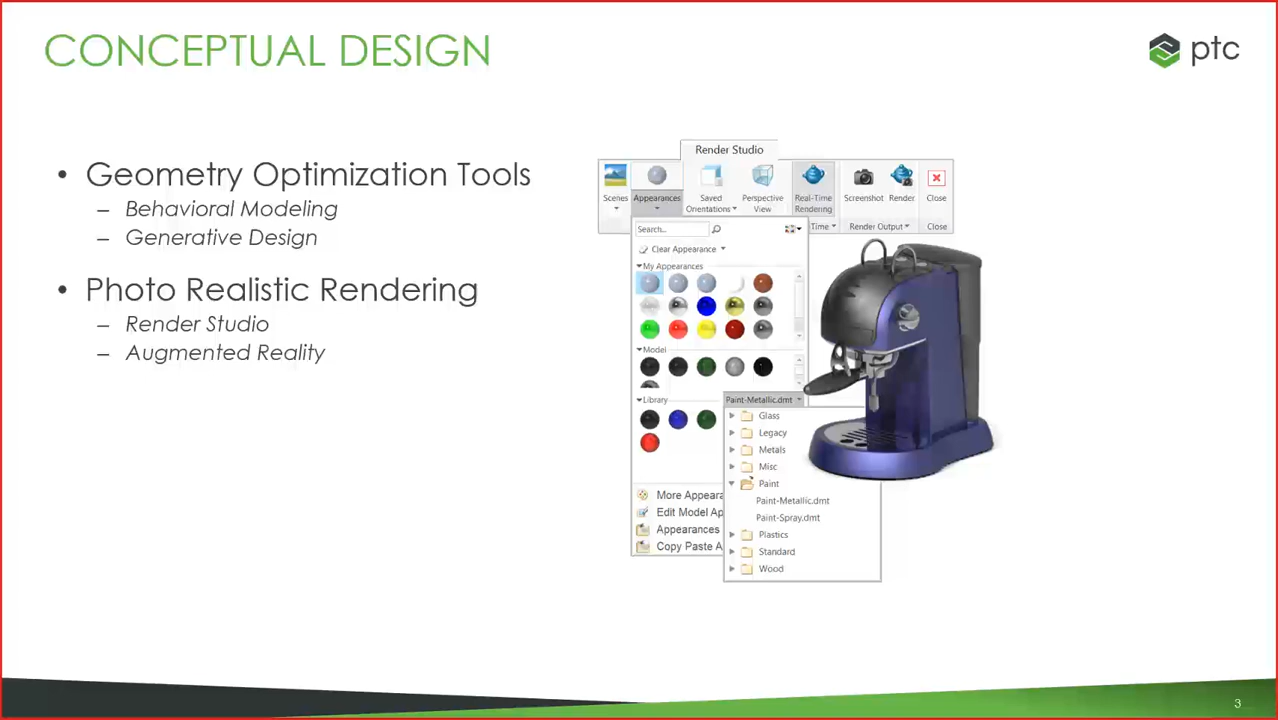 CONCEPTUAL DESIGN
ptc
• Geometry Optimization Tools
– Behavioral Modeling
– Generative Design
• Photo Realistic Rendering
– Render Studio
– Augmented Reality
Render Studio
Scenes
Appearances
Saved
Orientations
Perspective
View
Real-Time
Rendering
Screenshot
Render
Close
Time
Render Output
Close
Search...
Clear Appearance
My Appearances
Model
Library
Paint-Metallic.dmt
Glass
Legacy
Metals
Misc
Paint
Paint-Metallic.dmt
Paint-Spray.dmt
Plastics
Standard
Wood
More Appeara
Edit Model Ap
Appearances
Copy Paste A
3